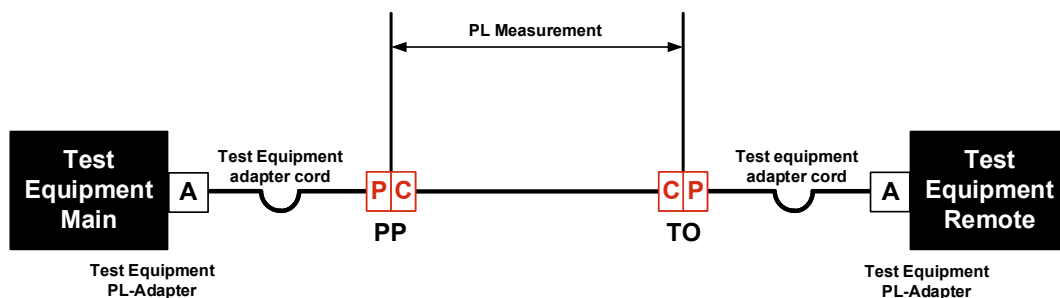 PL Measurement
Test
Equipment
Main
A
Test Equipment
adapter cord
P C
PP
C P
TO
Test equipment
adapter cord
A
Test
Equipment
Remote
Test Equipment
PL-Adapter
Test Equipment
PL-Adapter